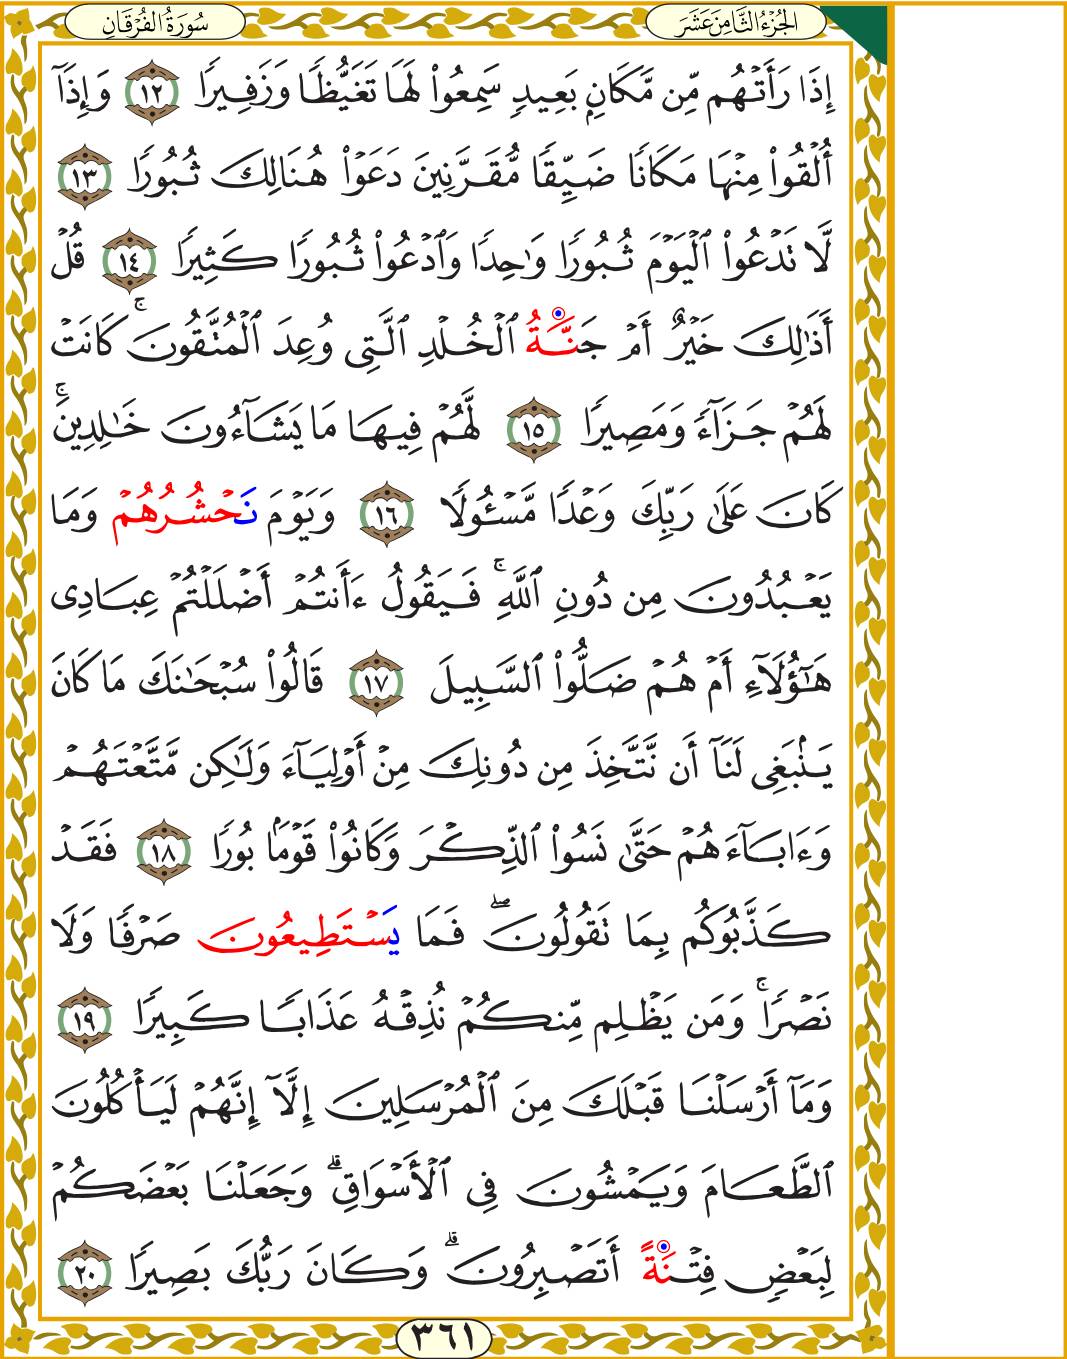 الجُزْءُ الثَّامِنَ عَشَرَ
سُورَةُ الفُرْقَانِ
إِذَا رَأَتْهُم مِّن مَّكَانِۭ بَعِيدٖ سَمِعُواْ لَهَا تَغَيُّظٗا وَزَفِيرٗا ١٢ وَإِذَآ
أُلۡقُواْ مِنۡهَا مَكَانٗا ضَيِّقٗا مُّقَرَّنِينَ دَعَوۡاْ هُنَالِكَ ثُبُورٗا ١٣
لَّا تَدۡعُواْ ٱلۡيَوۡمَ ثُبُورٗا وَٰحِدٗا وَٱدۡعُواْ ثُبُورٗا كَثِيرٗا ١٤ قُلۡ
أَذَٰلِكَ خَيۡرٌ أَمۡ جَنَّةُ ٱلۡخُلۡدِ ٱلَّتِي وُعِدَ ٱلۡمُتَّقُونَۚ كَانَتۡ
لَهُمۡ جَزَآءٗ وَمَصِيرٗا ١٥ لَّهُمۡ فِيهَا مَا يَشَآءُونَ خَٰلِدِينَۚ
كَانَ عَلَىٰ رَبِّكَ وَعۡدٗا مَّسۡـُٔولٗا ١٦ وَيَوۡمَ نَحۡشُرُهُمۡ وَمَا
يَعۡبُدُونَ مِن دُونِ ٱللَّهِۚ فَيَقُولُ ءَأَنتُمۡ أَضۡلَلۡتُمۡ عِبَادِي
هَٰٓؤُلَآءِ أَمۡ هُمۡ ضَلُّواْ ٱلسَّبِيلَ ١٧ قَالُواْ سُبۡحَٰنَكَ مَا كَانَ
يَنۢبَغِي لَنَآ أَن نَّتَّخِذَ مِن دُونِكَ مِنۡ أَوۡلِيَآءَ وَلَٰكِن مَّتَّعۡتَهُمۡ
وَءَابَآءَهُمۡ حَتَّىٰ نَسُواْ ٱلذِّكۡرَ وَكَانُواْ قَوۡمَۢا بُورٗا ١٨ فَقَدۡ
كَذَّبُوكُم بِمَا تَقُولُونَۖ فَمَا يَسۡتَطِيعُونَ صَرۡفٗا وَلَا
نَصۡرٗاۚ وَمَن يَظۡلِم مِّنكُمۡ نُذِقۡهُ عَذَابٗا كَبِيرٗا ١٩
وَمَآ أَرۡسَلۡنَا قَبۡلَكَ مِنَ ٱلۡمُرۡسَلِينَ إِلَّآ إِنَّهُمۡ لَيَأۡكُلُونَ
ٱلطَّعَامَ وَيَمۡشُونَ فِي ٱلۡأَسۡوَاقِۗ وَجَعَلۡنَا بَعۡضَكُمۡ
لِبَعۡضٖ فِتۡنَةً أَتَصۡبِرُونَۗ وَكَانَ رَبُّكَ بَصِيرٗا ٢٠
٣٦١